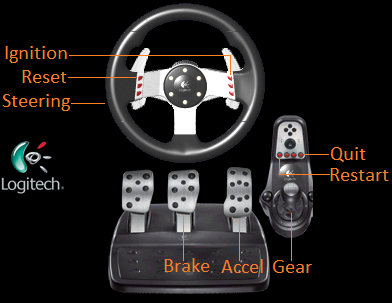 Ignition
Reset
Steering
Logitech
Quit
Restart
Brake Accel Gear